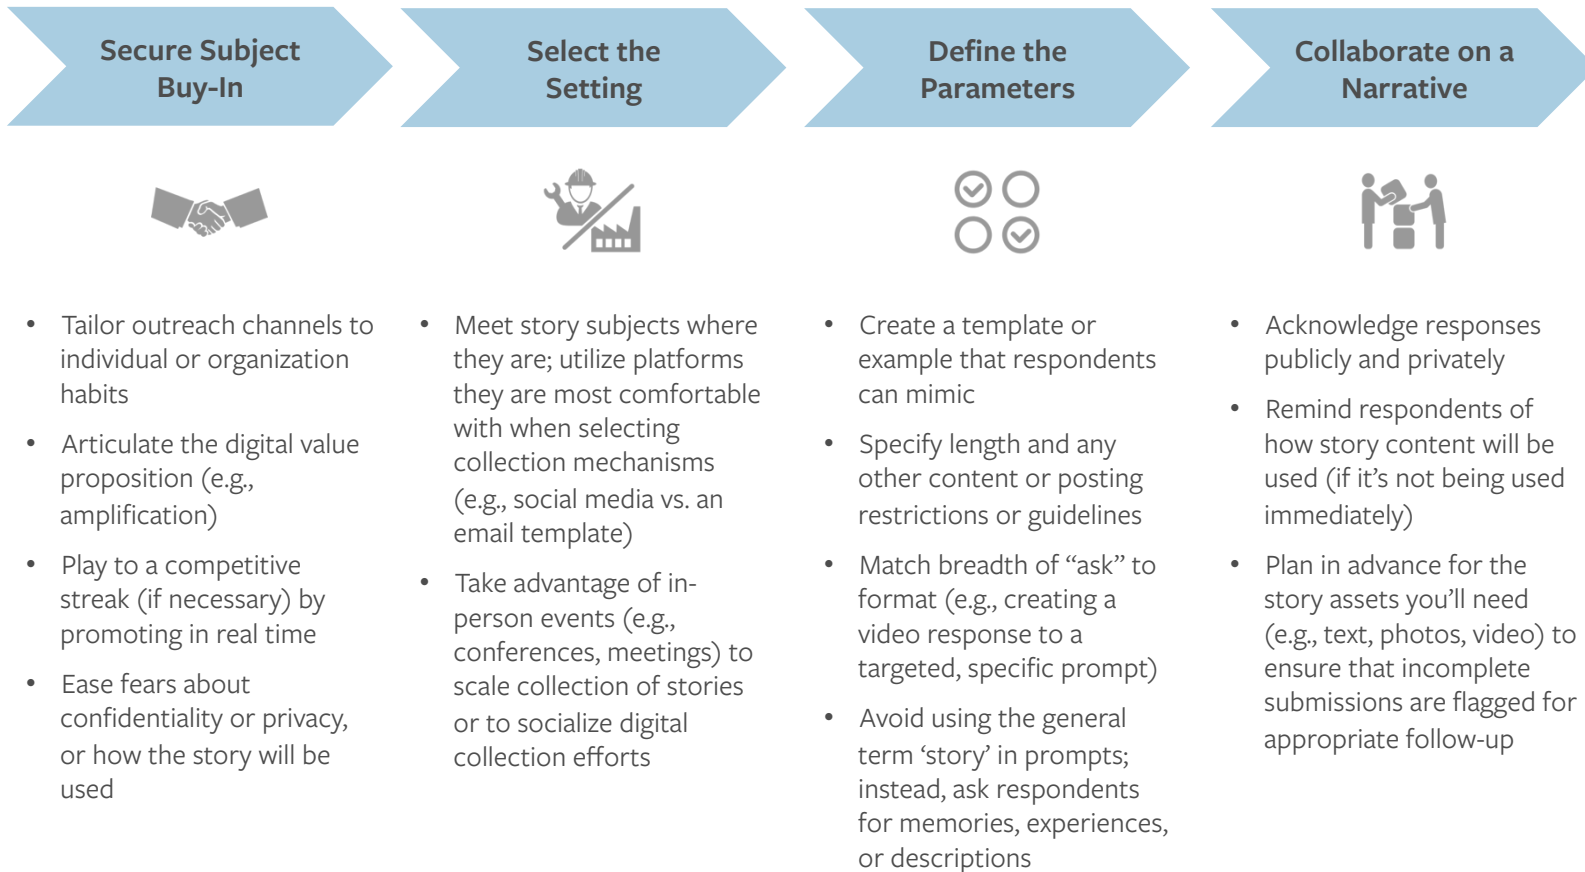 Secure Subject
Buy-In
Select the
Setting
Define the
Parameters
Collaborate on a
Narrative
• Tailor outreach channels to
individual or organization
habits
• Articulate the digital value
proposition (e.g.,
amplification)
• Play to a competitive
streak (if necessary) by
promoting in real time
• Ease fears about
confidentiality or privacy,
or how the story will be
used
• Meet story subjects where
they are; utilize platforms
they are most comfortable
with when selecting
collection mechanisms
(e.g., social media vs. an
email template)
• Take advantage of in-
person events (e.g.,
conferences, meetings) to
scale collection of stories
or to socialize digital
collection efforts
• Create a template or
example that respondents
can mimic
• Specify length and any
other content or posting
restrictions or guidelines
• Match breadth of “ask” to
format (e.g., creating a
video response to a
targeted, specific prompt)
• Avoid using the general
term ‘story’ in prompts;
instead, ask respondents
for memories, experiences,
or descriptions
• Acknowledge responses
publicly and privately
• Remind respondents of
how story content will be
used (if it’s not being used
immediately)
• Plan in advance for the
story assets you’ll need
(e.g., text, photos, video) to
ensure that incomplete
submissions are flagged for
appropriate follow-up